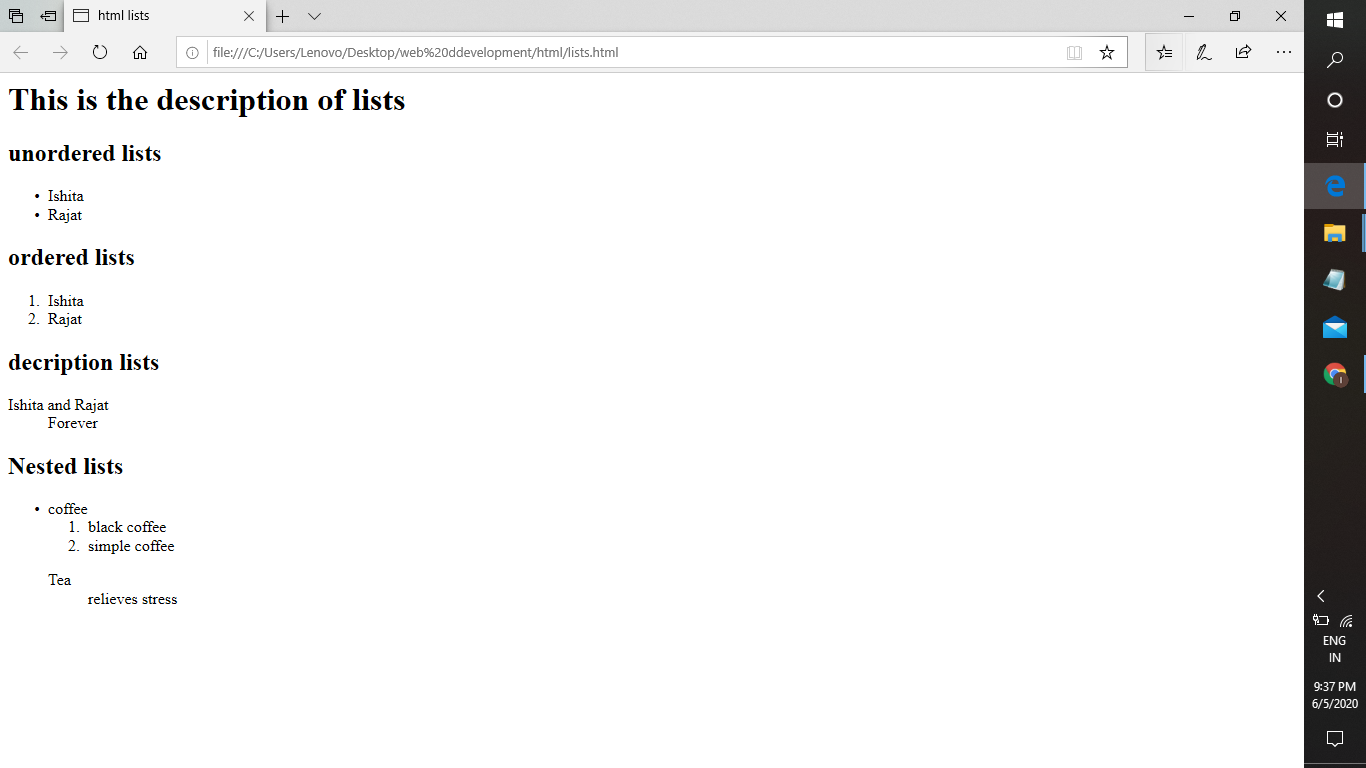 html lists
file:///C:/Users/Lenovo/Desktop/web%20ddevelopment/html/lists.html
This is the description of lists
unordered lists
• Ishita
• Rajat
ordered lists
1. Ishita
2. Rajat
decription lists
Ishita and Rajat
Forever
Nested lists
• coffee
1. black coffee
2. simple coffee
Tea
relieves stress
I
ENG
IN
9:37 PM
6/5/2020